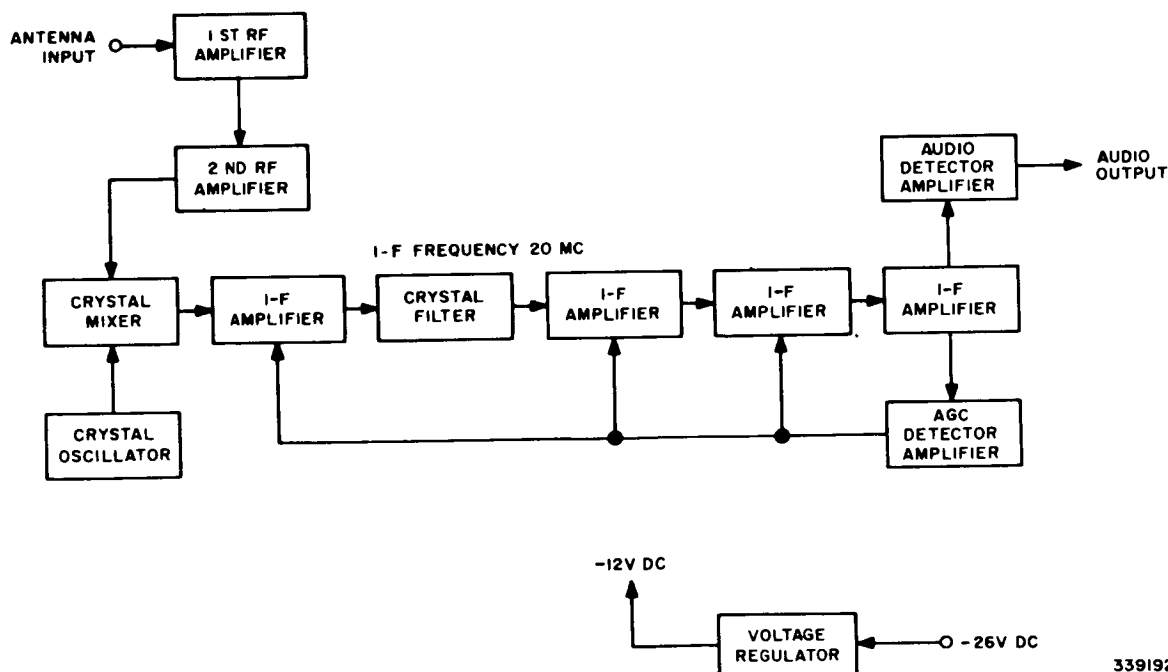 ANTENNA
INPUT
1 ST RF
AMPLIFIER
2 ND RF
AMPLIFIER
AUDIO
DETECTOR
AMPLIFIER
AUDIO
OUTPUT
I-F FREQUENCY 20 MC
CRYSTAL
MIXER
I-F
AMPLIFIER
CRYSTAL
FILTER
I-F
AMPLIFIER
I-F
AMPLIFIER
I-F
AMPLIFIER
CRYSTAL
OSCILLATOR
AGC
DETECTOR
AMPLIFIER
-12V DC
VOLTAGE
REGULATOR
-26V DC
339192